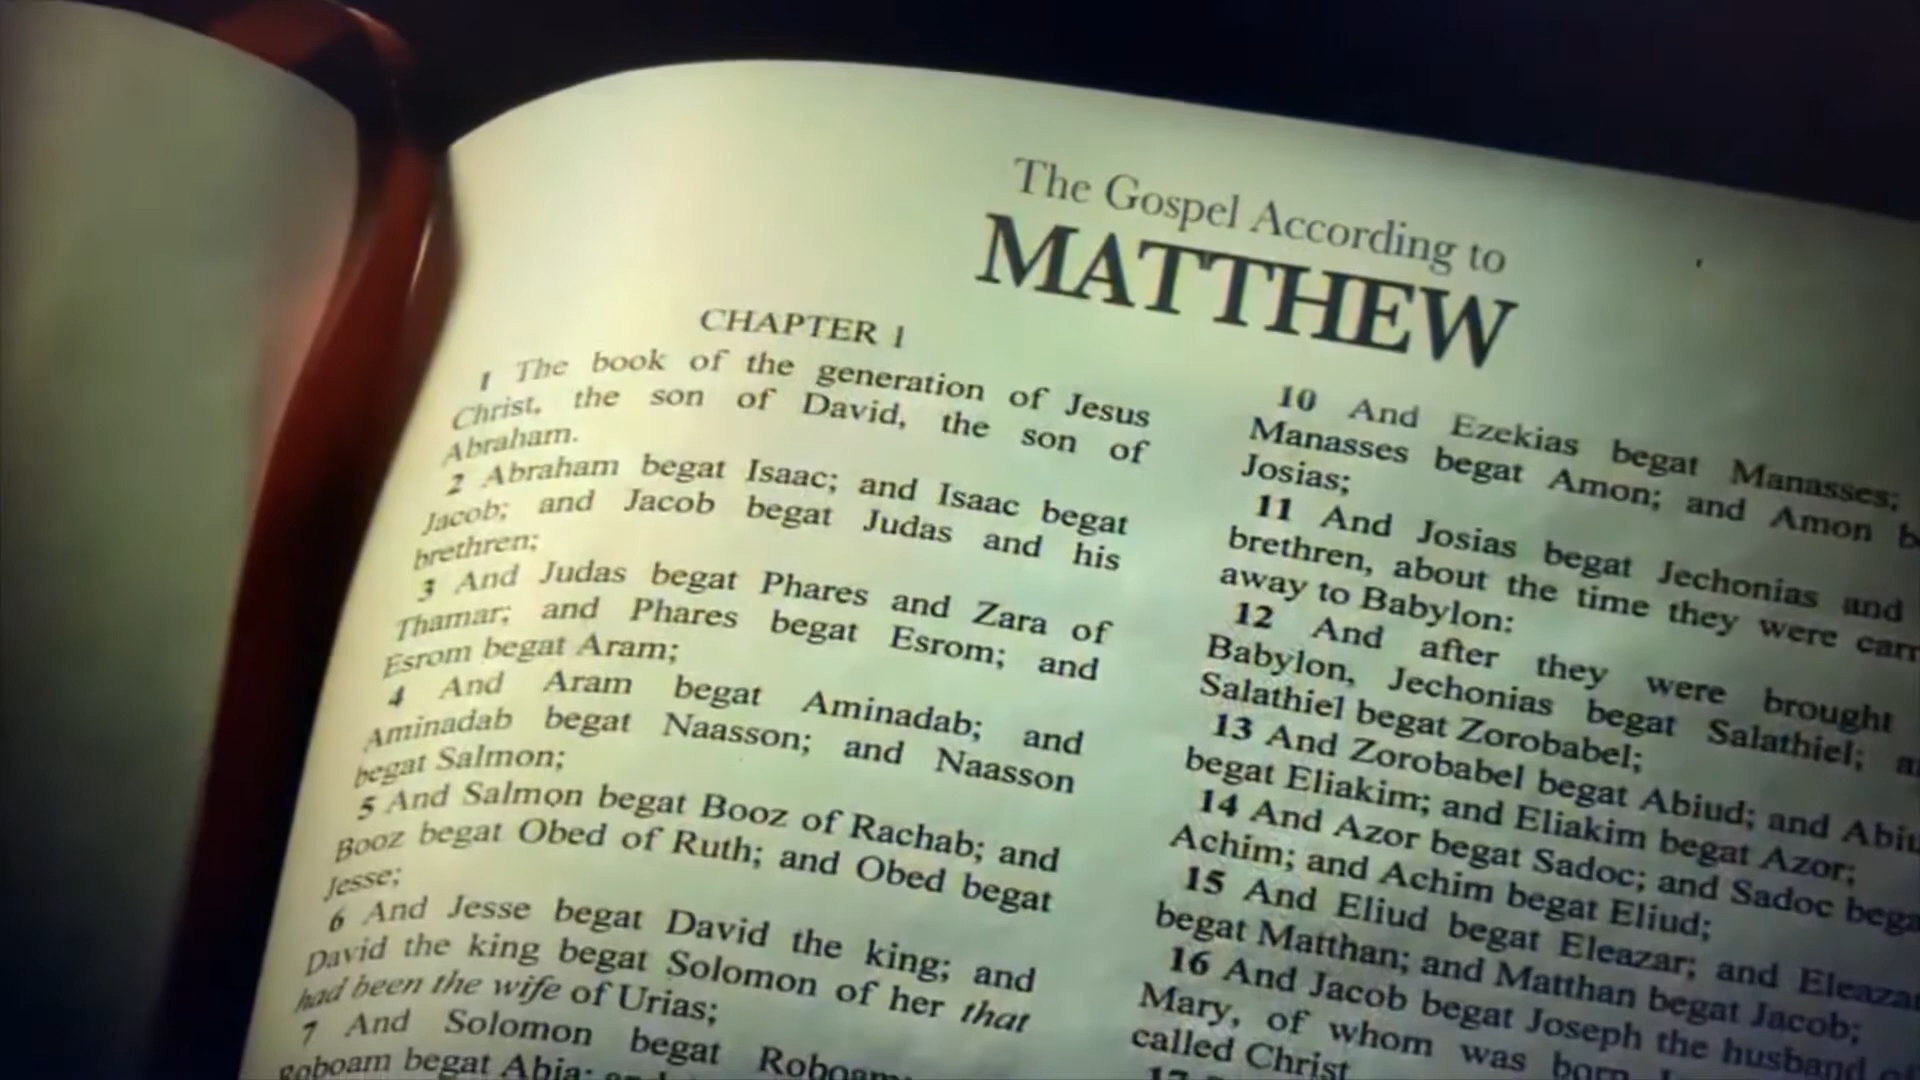 The Gospel According to
MATTHEW
CHAPTER 1
1 The book of the generation of Jesus
Christ, the son of David, the son of
Abraham.
2 Abraham begat Isaac; and Isaac begat
Jacob; and Jacob begat Judas and his
brethren;
3 And Judas begat Phares and Zara of
Thamar; and Phares begat Esrom; and
Esrom begat Aram;
4 And Aram begat Aminadab; and
Aminadab begat Naasson; and Naasson
begat Salmon;
5 And Salmon begat Booz of Rachab; and
Booz begat Obed of Ruth; and Obed begat
Jesse;
6 And Jesse begat David the king; and
David the king begat Solomon of her that
had been the wife of Urias;
7 And Solomon begat Roboam;
Roboam begat Abia; and
10 And Ezekias begat Manasses;
Manasses begat Amon; and Amon
Josias;
11 And Josias begat Jechonias and
brethren, about the time they were
away to Babylon:
12 And after they were brought
Babylon, Jechonias begat Salathiel;
Salathiel begat Zorobabel;
13 And Zorobabel begat Abiud; and
begat Eliakim; and Eliakim begat Azor;
14 And Azor begat Sadoc; and Sadoc
Achim; and Achim begat Eliud;
15 And Eliud begat Eleazar; and
begat Matthan; and Matthan begat Jacob;
16 And Jacob begat Joseph the husband of
Mary, of whom was born
called Christ
17